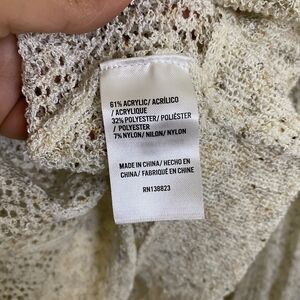 61% ACRYLIC/ ACRÍLICO
/ ACRYLIQUE
32% POLYESTER/ POLIÉSTER
/ POLYESTER
7% NYLON/ NILON/ NYLON
MADE IN CHINA/ HECHO EN
CHINA/ FABRIQUÉ EN CHINE
RN138823